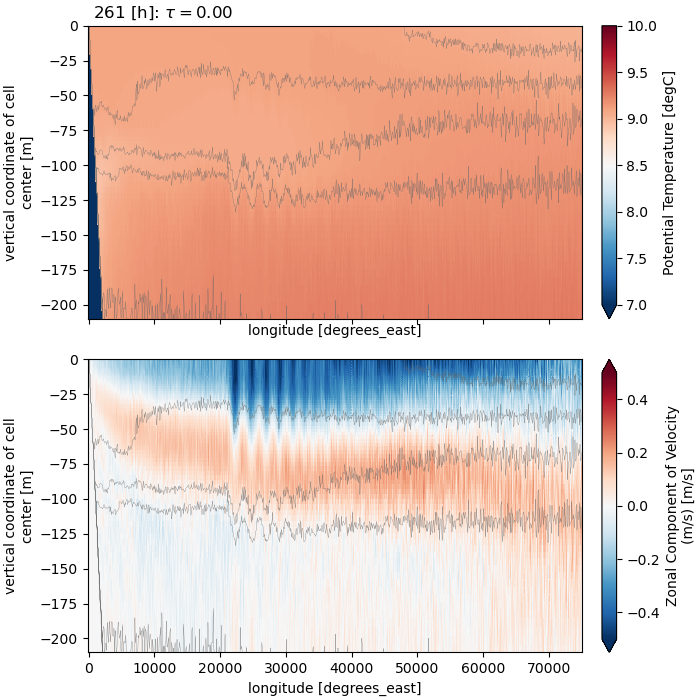 261 [h]: τ = 0.00
0
−25
−50
−75
−100
−125
−150
−175
−200
vertical coordinate of cell
center [m]
longitude [degrees_east]
10.0
9.5
9.0
8.5
8.0
7.5
7.0
Potential Temperature [degC]
0
−25
−50
−75
−100
−125
−150
−175
−200
vertical coordinate of cell
center [m]
0 10000 20000 30000 40000 50000 60000 70000
longitude [degrees_east]
0.4
0.2
0.0
−0.2
−0.4
Zonal Component of Velocity
(m/s) [m/s]